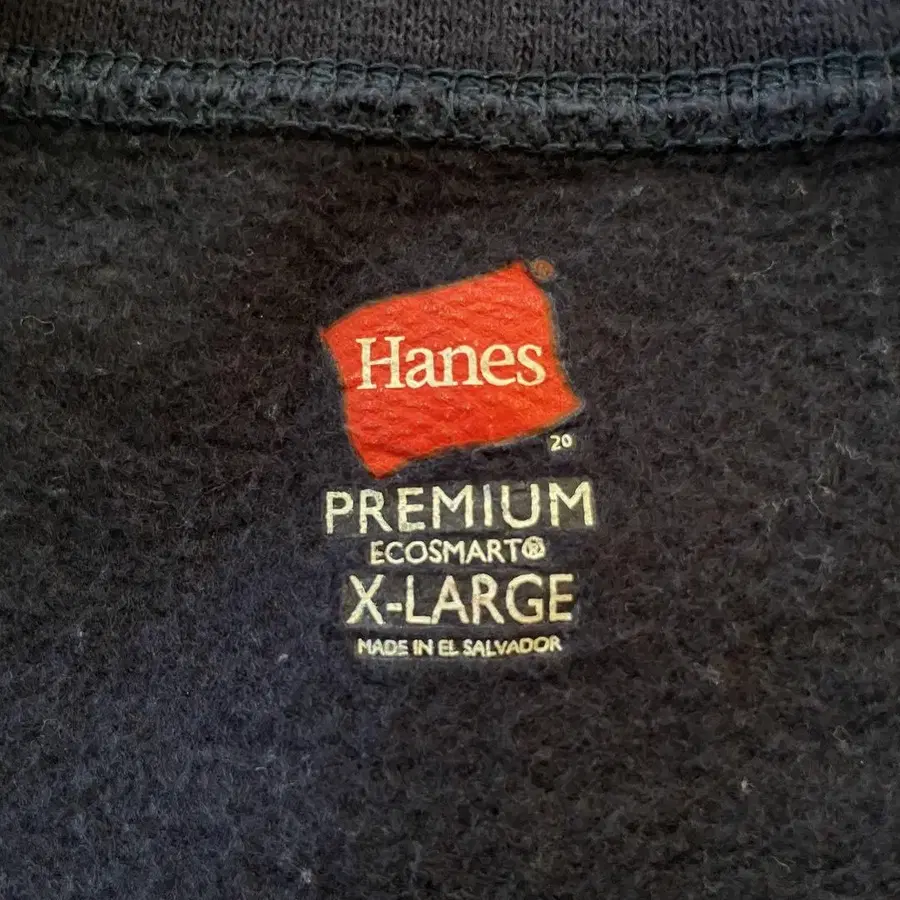 Hanes
20
PREMIUM
ECOSMART®
X-LARGE
MADE IN EL SALVADOR